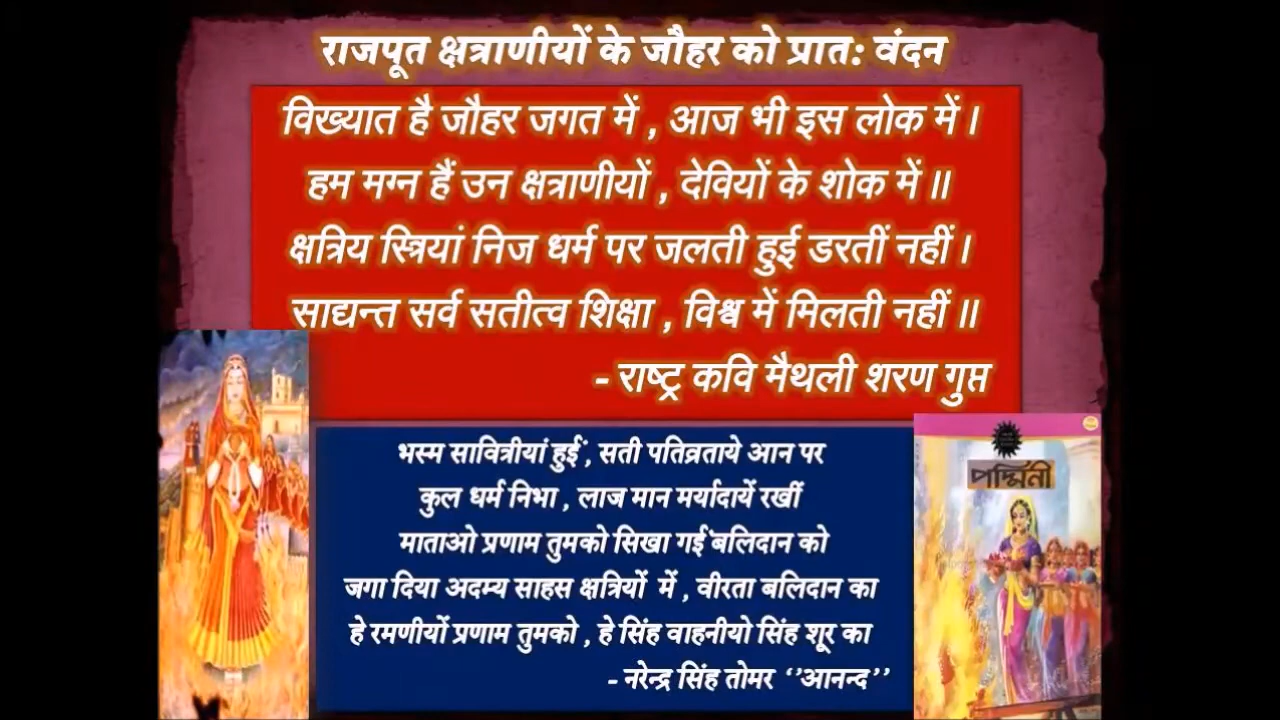 राजपूत क्षत्राणीयों के जौहर को प्रात: वंदन
विख्यात है जौहर जगत में , आज भी इस लोक में ।
हम मग्न हैं उन क्षत्राणीयों , देवियों के शोक में ॥
क्षत्रिय स्त्रियां निज धर्म पर जलती हुई डरतीं नहीं ।
साद्यन्त सर्व सतीत्व शिक्षा , विश्व में मिलती नहीं ॥
- राष्ट्र कवि मैथली शरण गुप्त
भस्म सावित्रीयां हुईं , सती पतिव्रताये आन पर
कुल धर्म निभा , लाज मान मर्यादायें रखीं
माताओ प्रणाम तुमको सिखा गईं बलिदान को
जगा दिया अदम्य साहस क्षत्रियों में , वीरता बलिदान का
हे रमणीयों प्रणाम तुमको , हे सिंह वाहनीयो सिंह शूर का
- नरेन्द्र सिंह तोमर ‘’आनन्द’’
পদ্মিনী